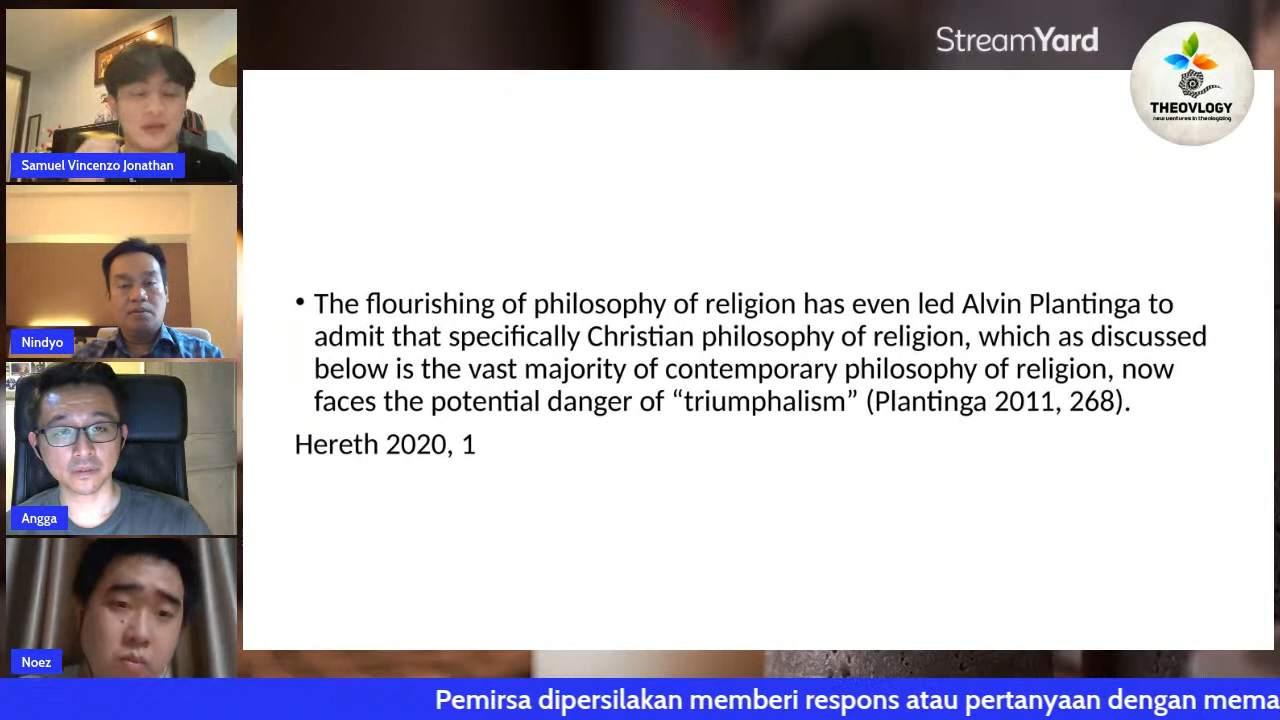 StreamYard
THEOVLOGY
new ventures in theologizing
Samuel Vincenzo Jonathan
Nindyo
Angga
Noez
• The flourishing of philosophy of religion has even led Alvin Plantinga to
admit that specifically Christian philosophy of religion, which as discussed
below is the vast majority of contemporary philosophy of religion, now
faces the potential danger of “triumphalism” (Plantinga 2011, 268).
Hereth 2020, 1
Pemirsa dipersilakan memberi respons atau pertanyaan dengan mema